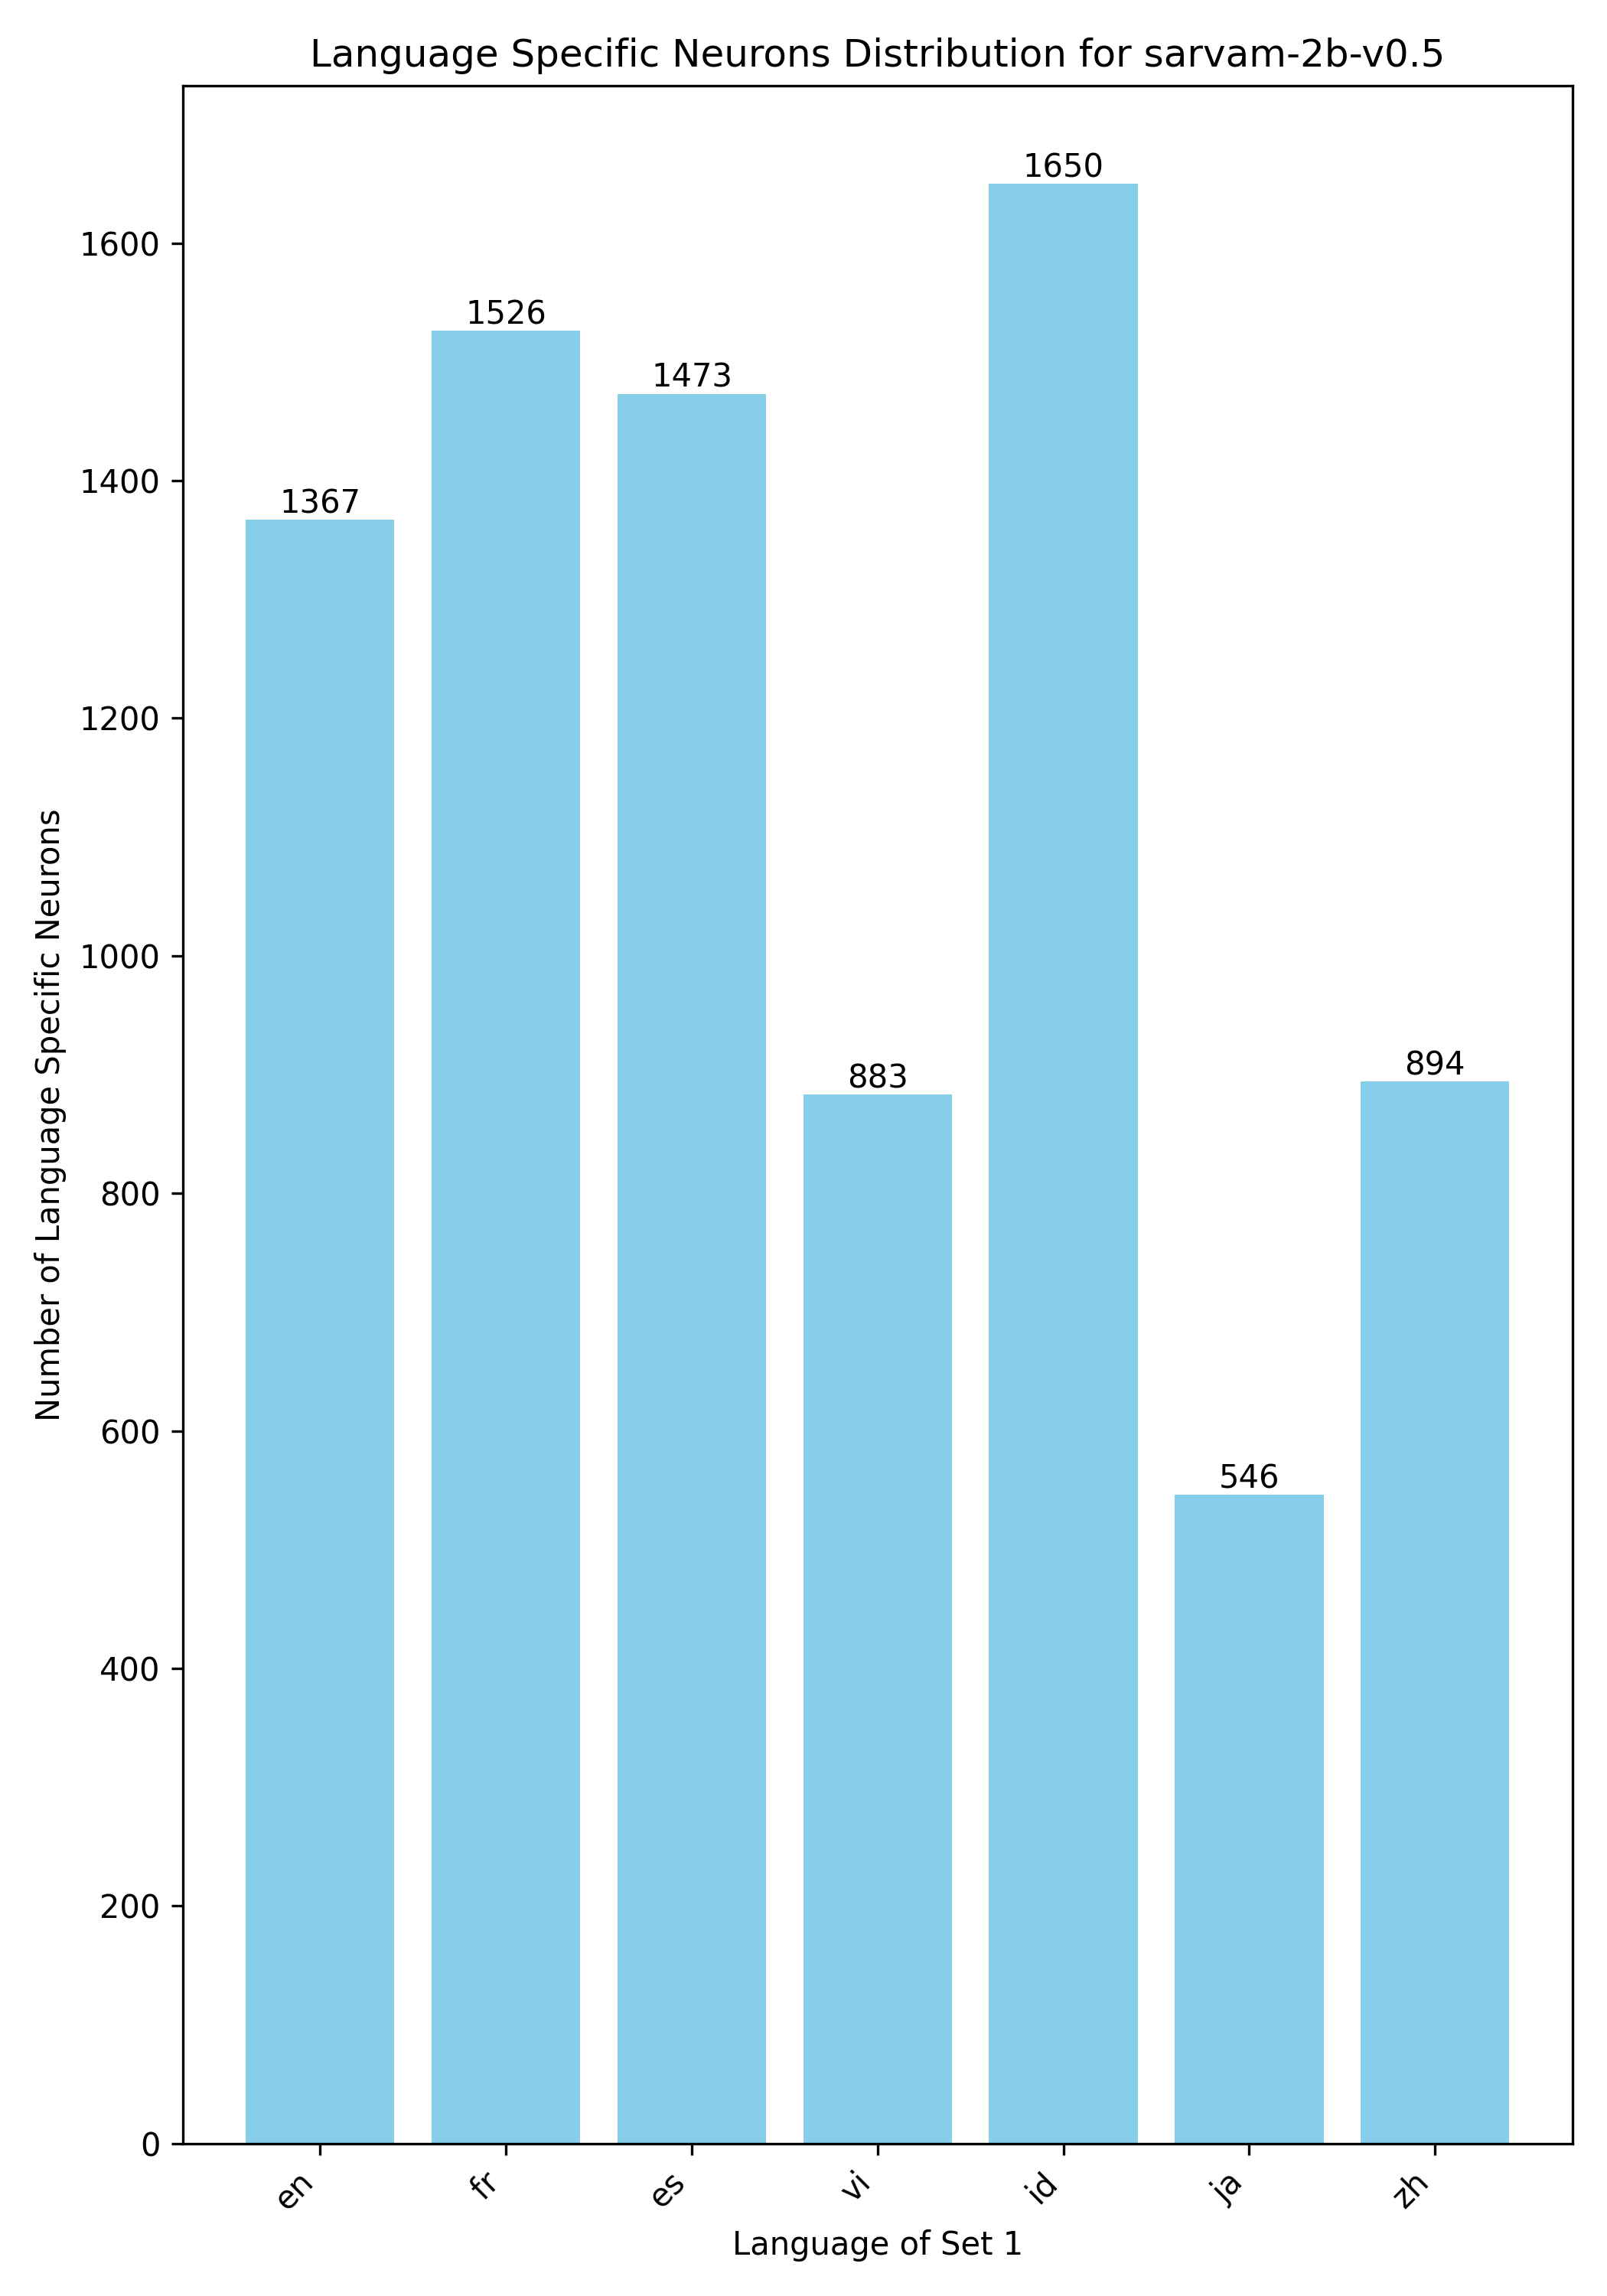 Language Specific Neurons Distribution for sarvam-2b-v0.5
Number of Language Specific Neurons
1600
1400
1200
1000
800
600
400
200
0
1367
1526
1473
883
1650
546
894
en
fr
es
vi
id
ja
zh
Language of Set 1